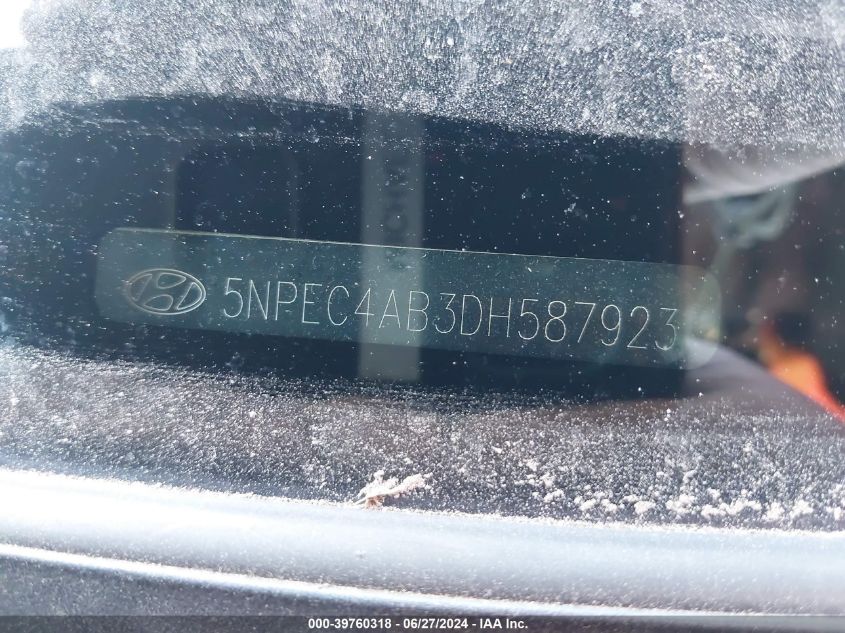 5NPEC4AB3DH587923
000-39760318 - 06/27/2024 - IAA Inc.